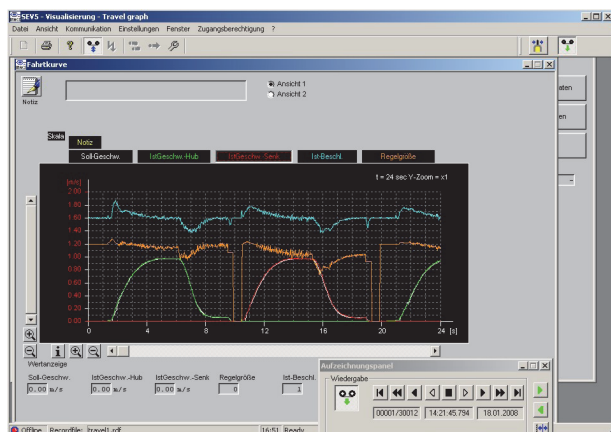 SEV5 - Visualisierung - Travel graph
Datei Ansicht Kommunikation Einstellungen Fenster Zugangsberechtigung ?
Fahrtkurve
Notiz
Ansicht 1
Ansicht 2
aten
en
Skala
Notiz
Soll-Geschw. IstGeschw.-Hub IstGeschw.-Senk Ist-Beschl. Regelgröße
t = 24 sec Y-Zoom = x1
[m/s]
2.00
1.80
1.60
1.40
1.20
1.00
0.80
0.60
0.40
0.20
0.00
0 4 8 12 16 20 24 [s]
Wertanzeige
Soll-Geschw. IstGeschw.-Hub IstGeschw.-Senk Regelgröße Ist-Beschl.
0.00 m/s 0.00 m/s 0.00 m/s 0 1
Aufzeichnungspanel
Wiedergabe
00001/30012 14:21:45.794 18.01.2008
Offline Recordfile: travel1.rdf 16:51 Ready